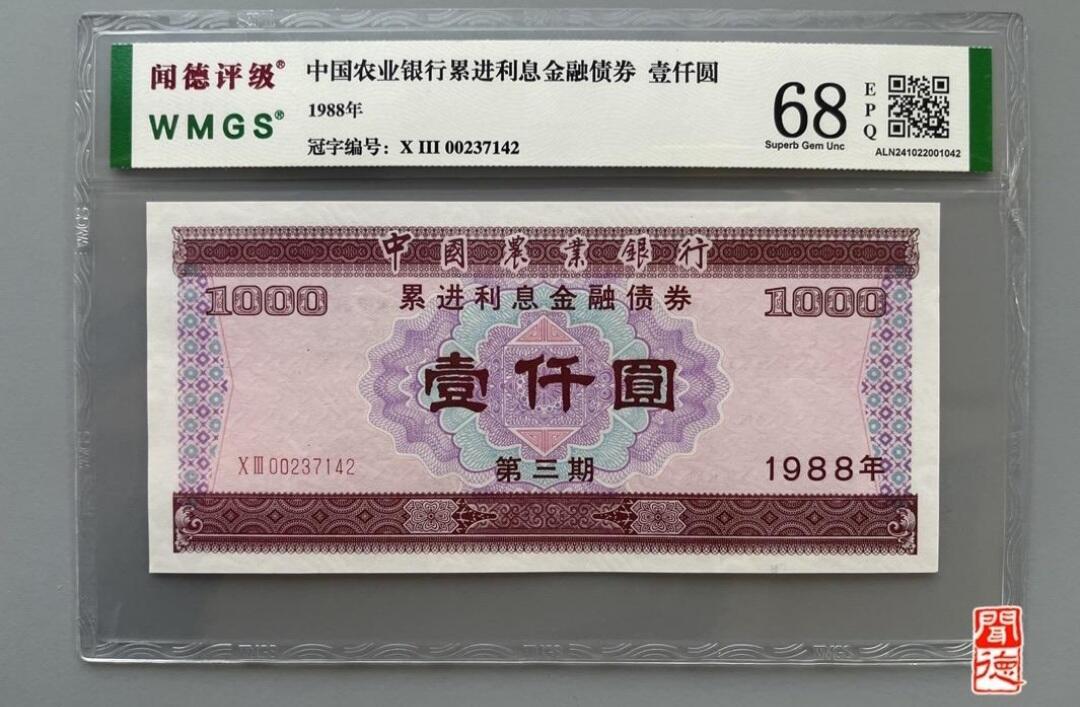 闻德评级®
WMGS®
中国农业银行累进利息金融债券 壹仟圆
1988年
冠字编号：X III 00237142
68
EPQ
Superb Gem Unc
ALN241022001042
中國農業銀行
1000
累进利息金融债券
1000
壹仟圓
XⅢ00237142
第三期
1988年
聞德